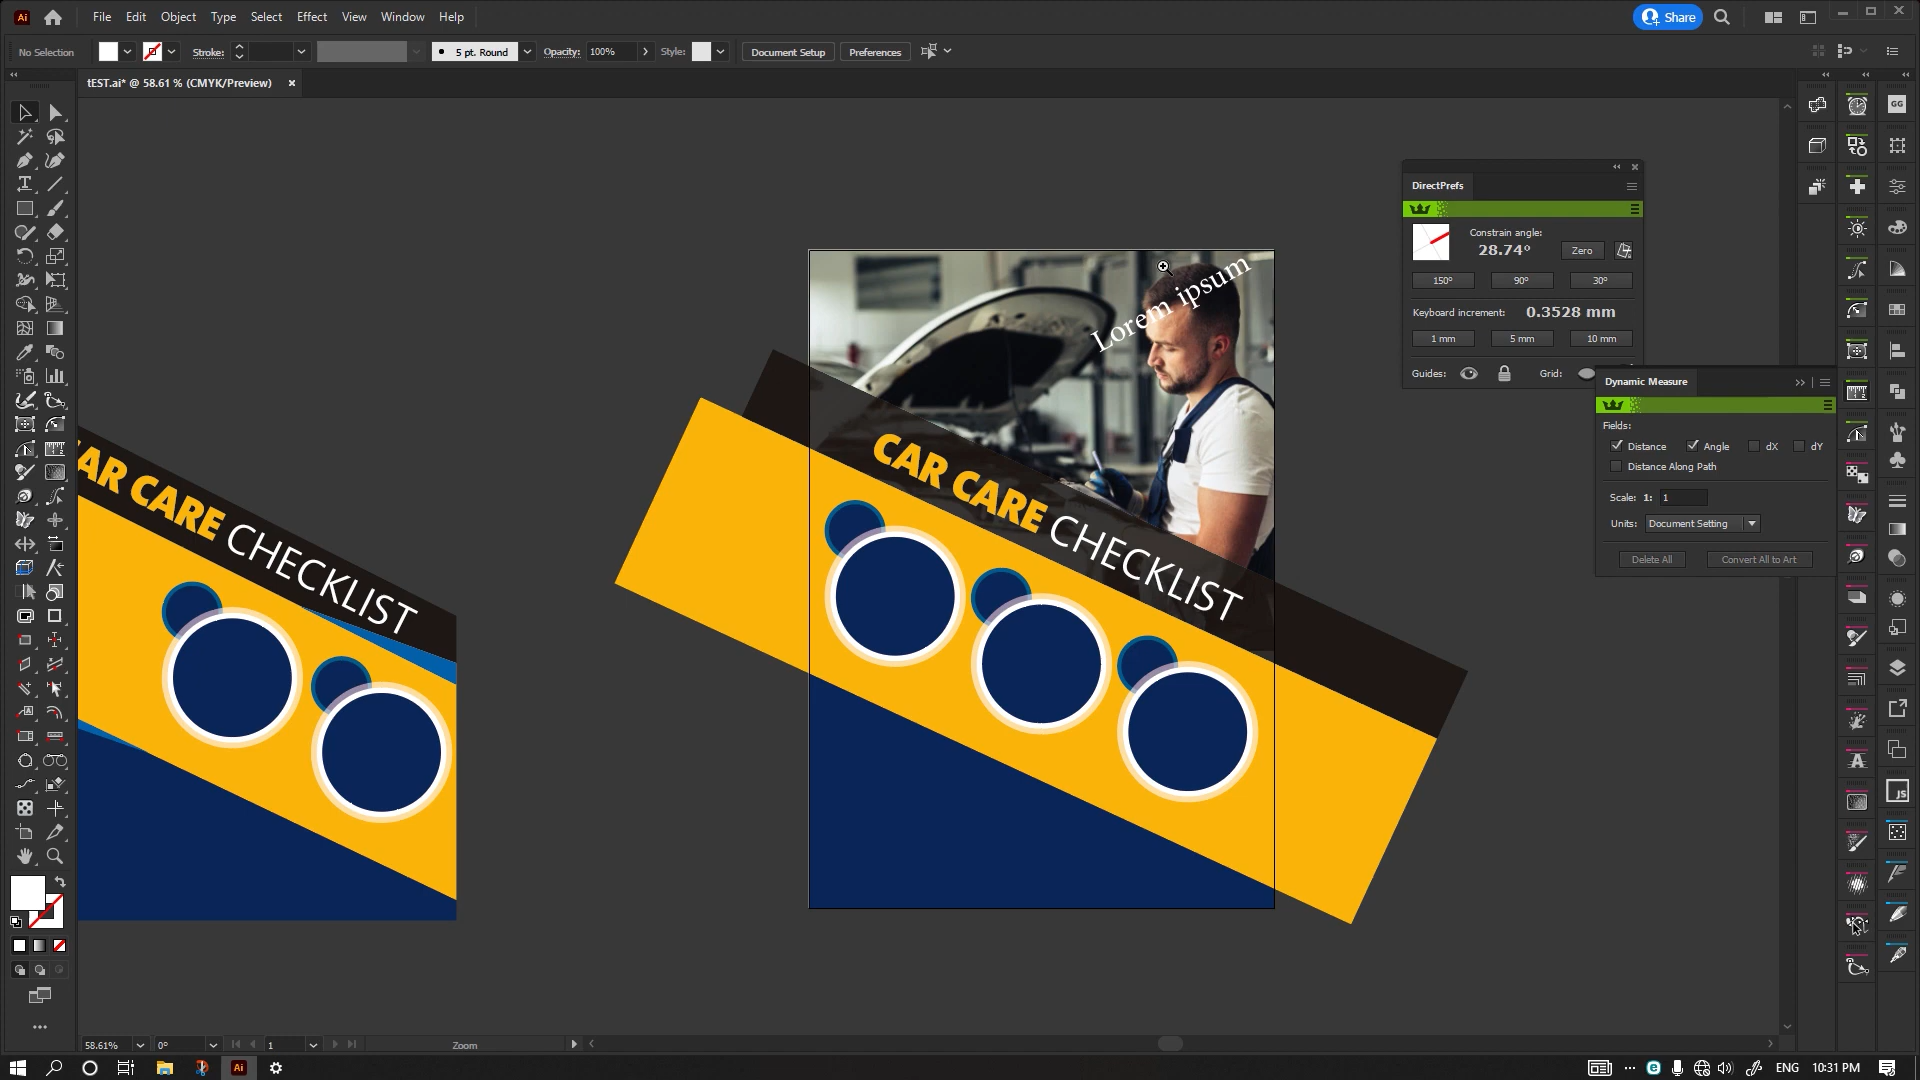 Ai File Edit Object Type Select Effect View Window Help Share
No Selection Stroke: 5 pt. Round Opacity: 100% Style: Document Setup Preferences
tEST.ai* @ 58.61 % (CMYK/Preview)
DirectPrefs
Constrain angle:
28.74°
Zero
150° 90° 30°
Keyboard increment: 0.3528 mm
1 mm 5 mm 10 mm
Guides: Grid:
Dynamic Measure
Fields:
Distance Angle dX dY
Distance Along Path
Scale: 1: 1
Units: Document Setting
Delete All Convert All to Art
GG
JS
Lorem ipsum
CAR CARE CHECKLIST
AR CARE CHECKLIST
58.61% 0° 1 Zoom
Ai
ENG 10:31 PM